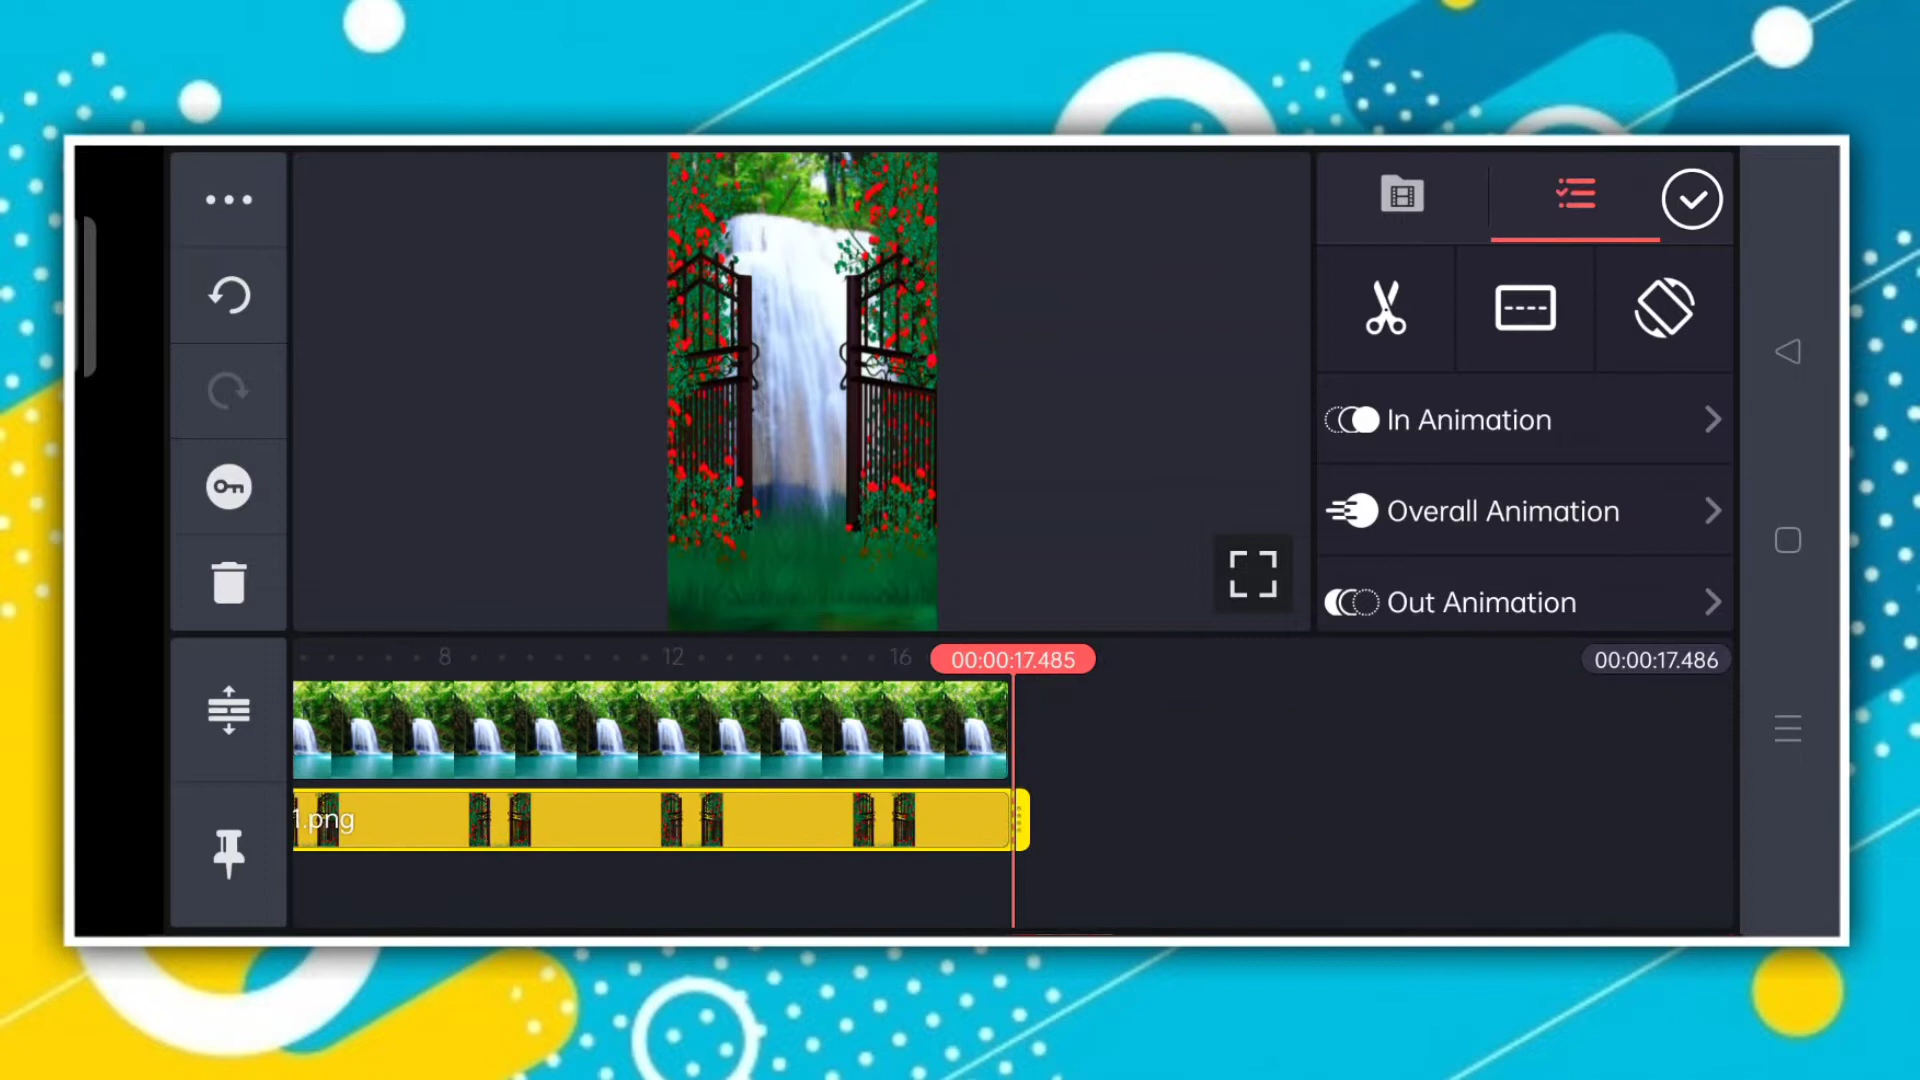 In Animation
Overall Animation
Out Animation
8
12
16
00:00:17.485
00:00:17.486
1.png